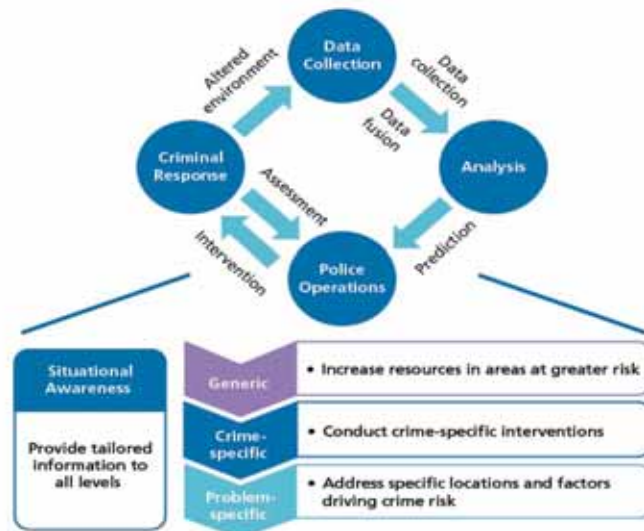 Data
Collection
Altered
environment
Data
collection
Data
fusion
Criminal
Response
Analysis
Assessment
Intervention
Prediction
Police
Operations
Situational
Awareness
Provide tailored
information to
all levels
Generic
• Increase resources in areas at greater risk
Crime-
specific
• Conduct crime-specific interventions
Problem-
specific
• Address specific locations and factors
driving crime risk